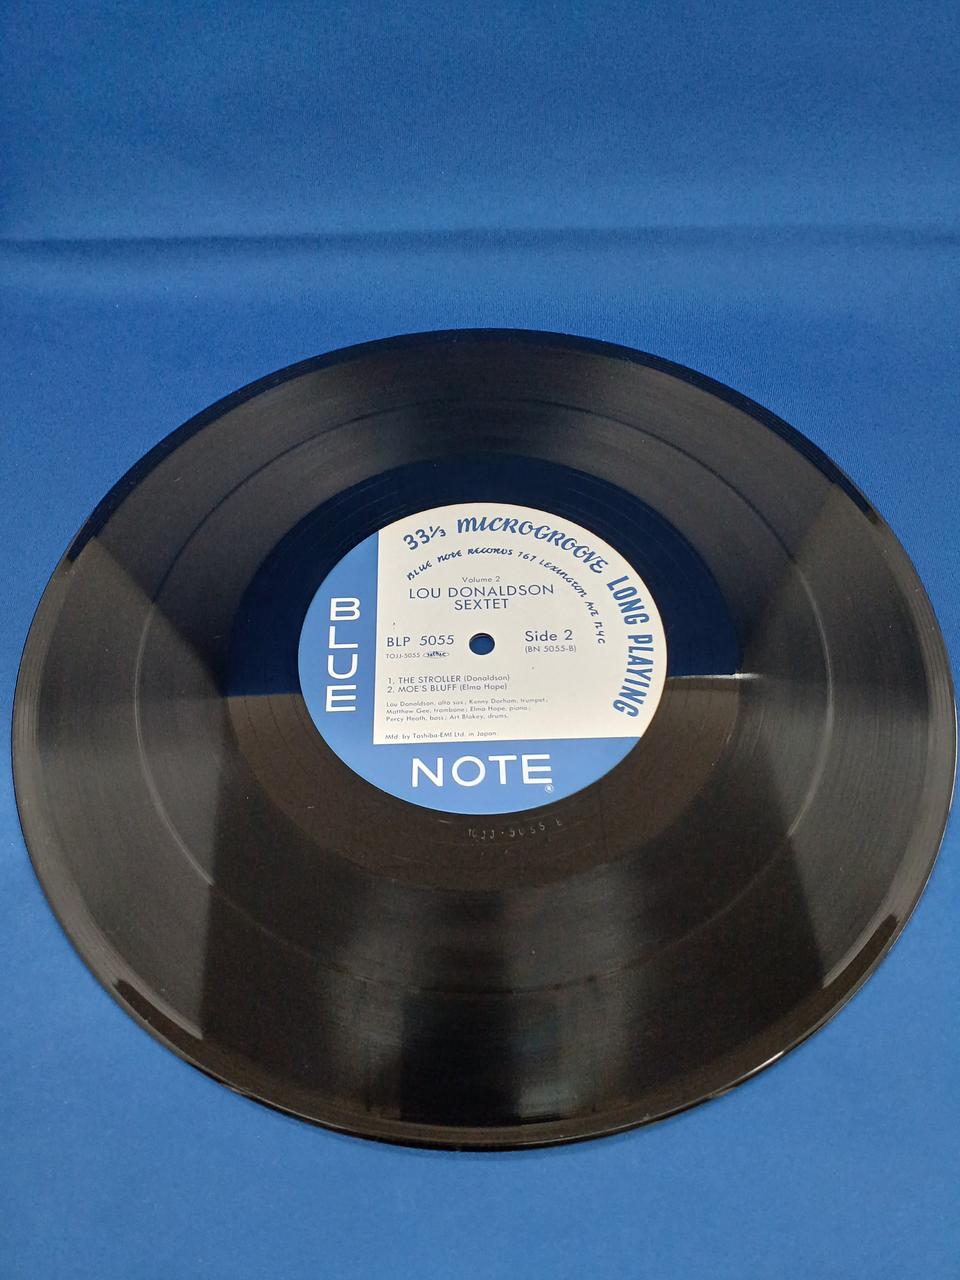 33⅓ MICROGROOVE LONG PLAYING
BLUE NOTE RECORDS 767 LEXINGTON AVE NYC
Volume 2
LOU DONALDSON
SEXTET
BLP 5055
Side 2
TOJJ-5055
(BN 5055-B)
1. THE STROLLER (Donaldson)
2. MOE'S BLUFF (Elmo Hope)
Lou Donaldson, alto sax; Kenny Dorham, trumpet;
Matthew Gee, trombone; Elmo Hope, piano;
Percy Heath, bass; Art Blakey, drums.
Mfd. by Toshiba-EMI Ltd. in Japan
BLUE
NOTE
®
TOJJ-5055